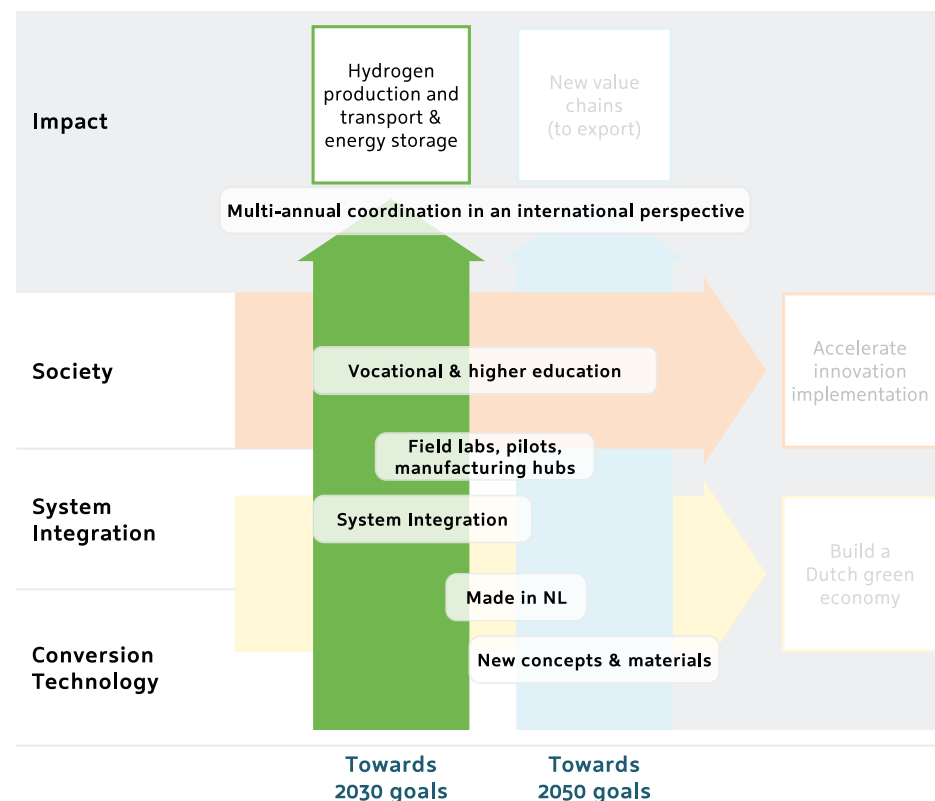 Impact
Hydrogen
production and
transport &
energy storage
New value
chains
(to export)
Multi-annual coordination in an international perspective
Society
Vocational & higher education
Accelerate
innovation
implementation
Field labs, pilots,
manufacturing hubs
System
Integration
System Integration
Build a
Dutch green
economy
Made in NL
Conversion
Technology
New concepts & materials
Towards
2030 goals
Towards
2050 goals